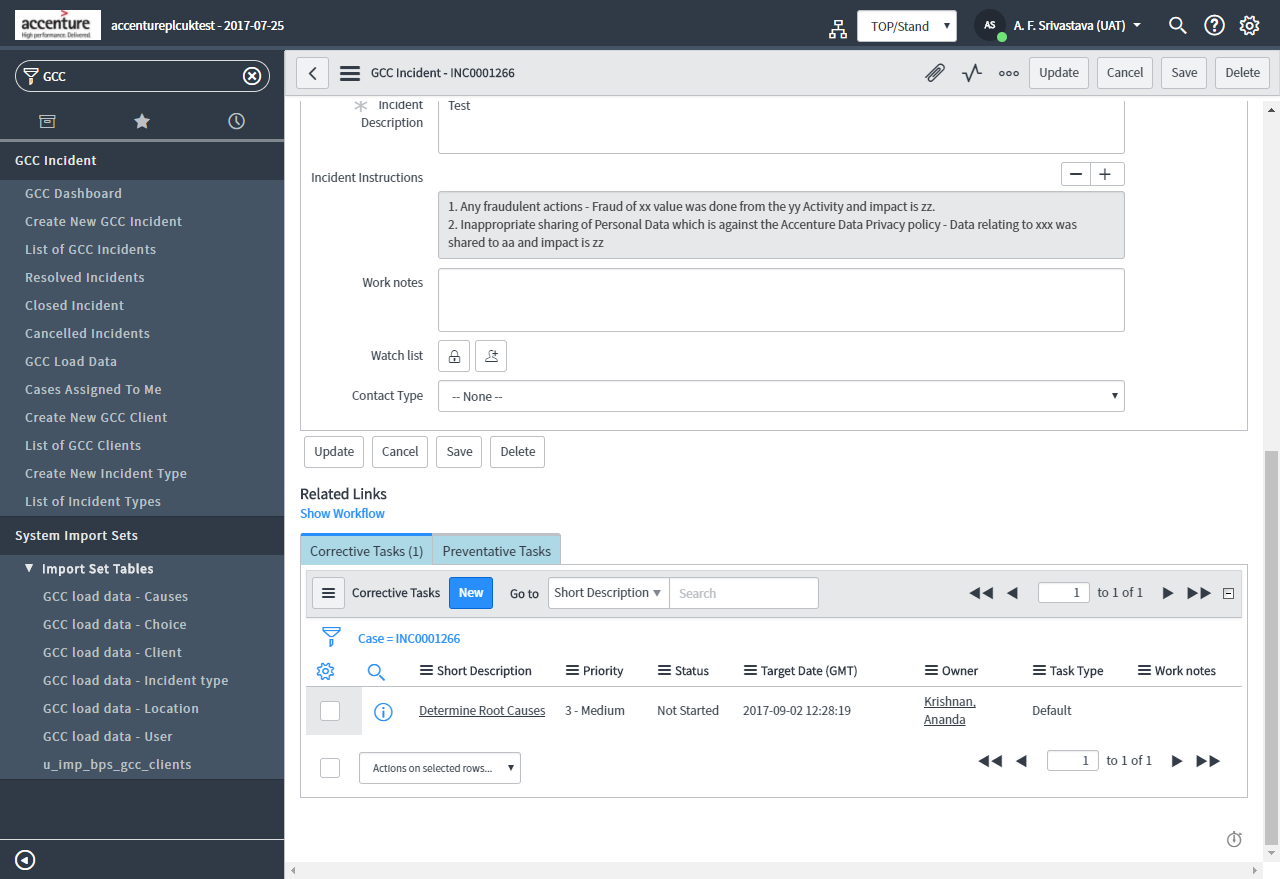 accenture
High performance. Delivered.
accentureplcuktest - 2017-07-25
TOP/Stand
AS
A. F. Srivastava (UAT)
GCC
GCC Incident
GCC Dashboard
Create New GCC Incident
List of GCC Incidents
Resolved Incidents
Closed Incident
Cancelled Incidents
GCC Load Data
Cases Assigned To Me
Create New GCC Client
List of GCC Clients
Create New Incident Type
List of Incident Types
System Import Sets
Import Set Tables
GCC load data - Causes
GCC load data - Choice
GCC load data - Client
GCC load data - Incident type
GCC load data - Location
GCC load data - User
u_imp_bps_gcc_clients
GCC Incident - INC0001266
Update
Cancel
Save
Delete
Incident
Description
Test
Incident Instructions
1. Any fraudulent actions - Fraud of xx value was done from the yy Activity and impact is zz.
2. Inappropriate sharing of Personal Data which is against the Accenture Data Privacy policy - Data relating to xxx was
shared to aa and impact is zz
Work notes
Watch list
Contact Type
-- None --
Update
Cancel
Save
Delete
Related Links
Show Workflow
Corrective Tasks (1)
Preventative Tasks
Corrective Tasks
New
Go to
Short Description
Search
1
to 1 of 1
Case = INC0001266
Short Description
Priority
Status
Target Date (GMT)
Owner
Task Type
Work notes
Determine Root Causes
3 - Medium
Not Started
2017-09-02 12:28:19
Krishnan,
Ananda
Default
Actions on selected rows...
1
to 1 of 1